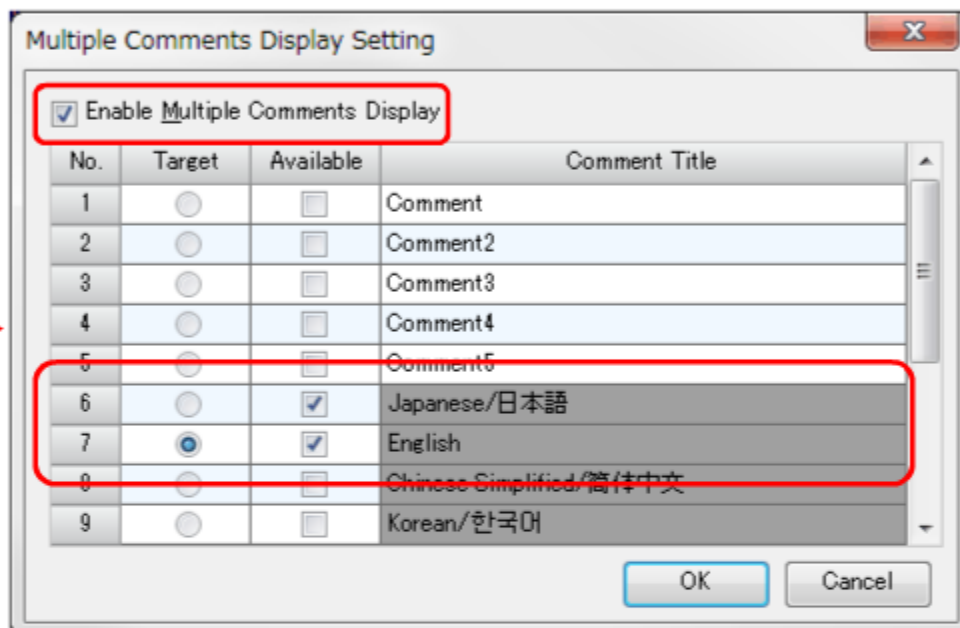 Multiple Comments Display Setting
Enable Multiple Comments Display
No. Target Available Comment Title
1 Comment
2 Comment2
3 Comment3
4 Comment4
5 Comment5
6 Japanese/日本語
7 English
8 Chinese Simplified/简体中文
9 Korean/한국어
OK Cancel